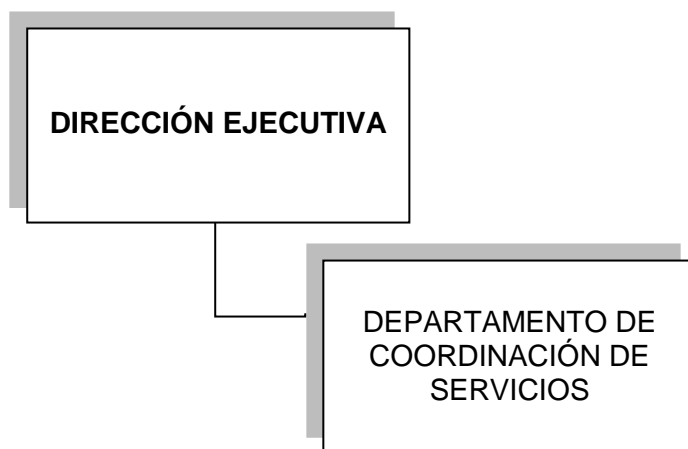 DIRECCIÓN EJECUTIVA
DEPARTAMENTO DE
COORDINACIÓN DE
SERVICIOS